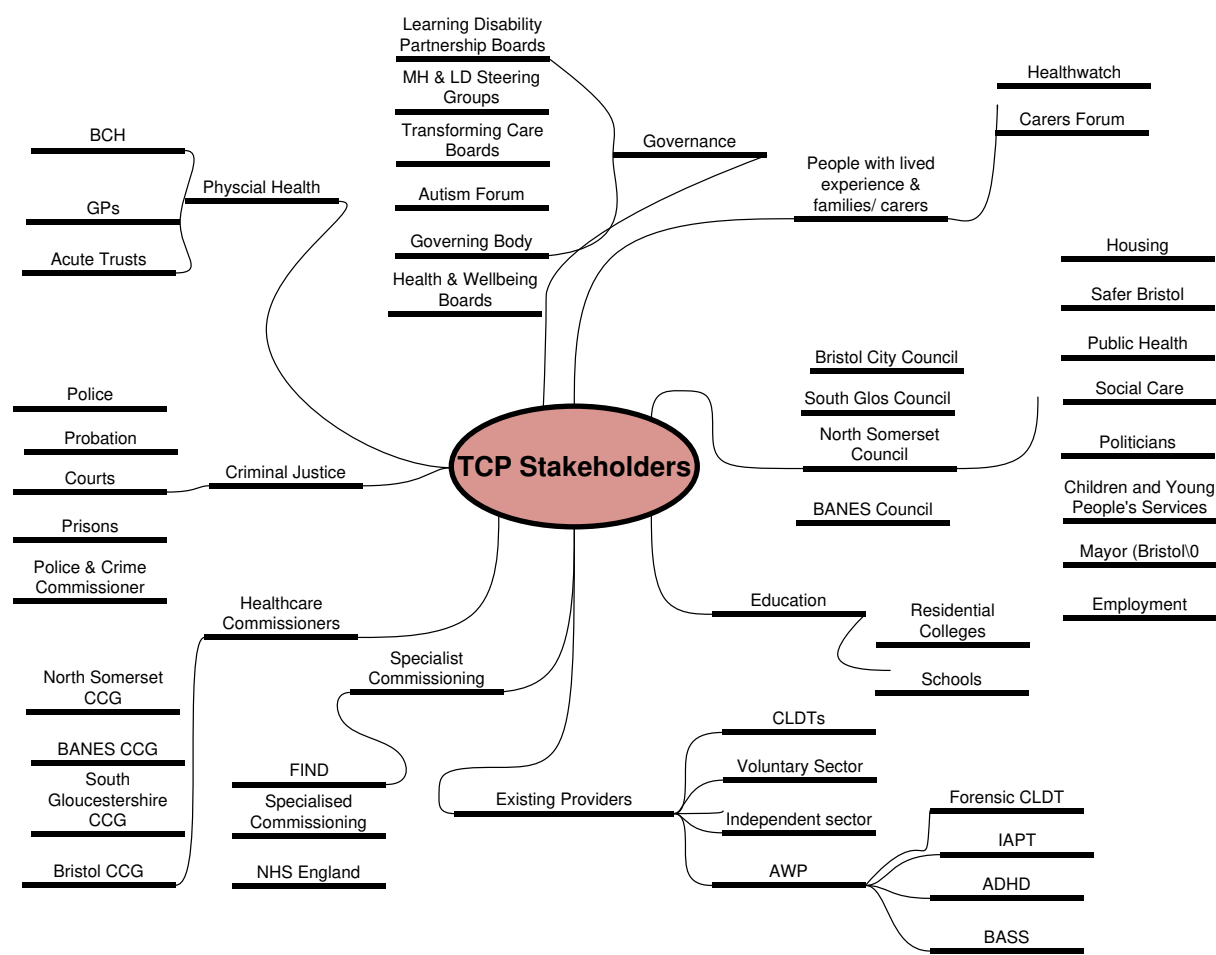 Learning Disability
Partnership Boards
MH & LD Steering
Groups
Transforming Care
Boards
Autism Forum
Governing Body
Health & Wellbeing
Boards
Governance
Healthwatch
Carers Forum
People with lived
experience &
families/ carers
BCH
GPs
Acute Trusts
Physcial Health
Housing
Safer Bristol
Public Health
Social Care
Politicians
Children and Young
People's Services
Mayor (Bristol\0
Employment
Bristol City Council
South Glos Council
North Somerset
Council
BANES Council
TCP Stakeholders
Police
Probation
Courts
Prisons
Police & Crime
Commissioner
Criminal Justice
Healthcare
Commissioners
North Somerset
CCG
BANES CCG
South
Gloucestershire
CCG
Bristol CCG
Specialist
Commissioning
FIND
Specialised
Commissioning
NHS England
Education
Residential
Colleges
Schools
Existing Providers
CLDTs
Voluntary Sector
Independent sector
AWP
Forensic CLDT
IAPT
ADHD
BASS